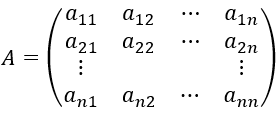 A = 
a₁₁ a₁₂ ⋯ a₁ₙ
a₂₁ a₂₂ ⋯ a₂ₙ
⋮ ⋮
aₙ₁ aₙ₂ ⋯ aₙₙ